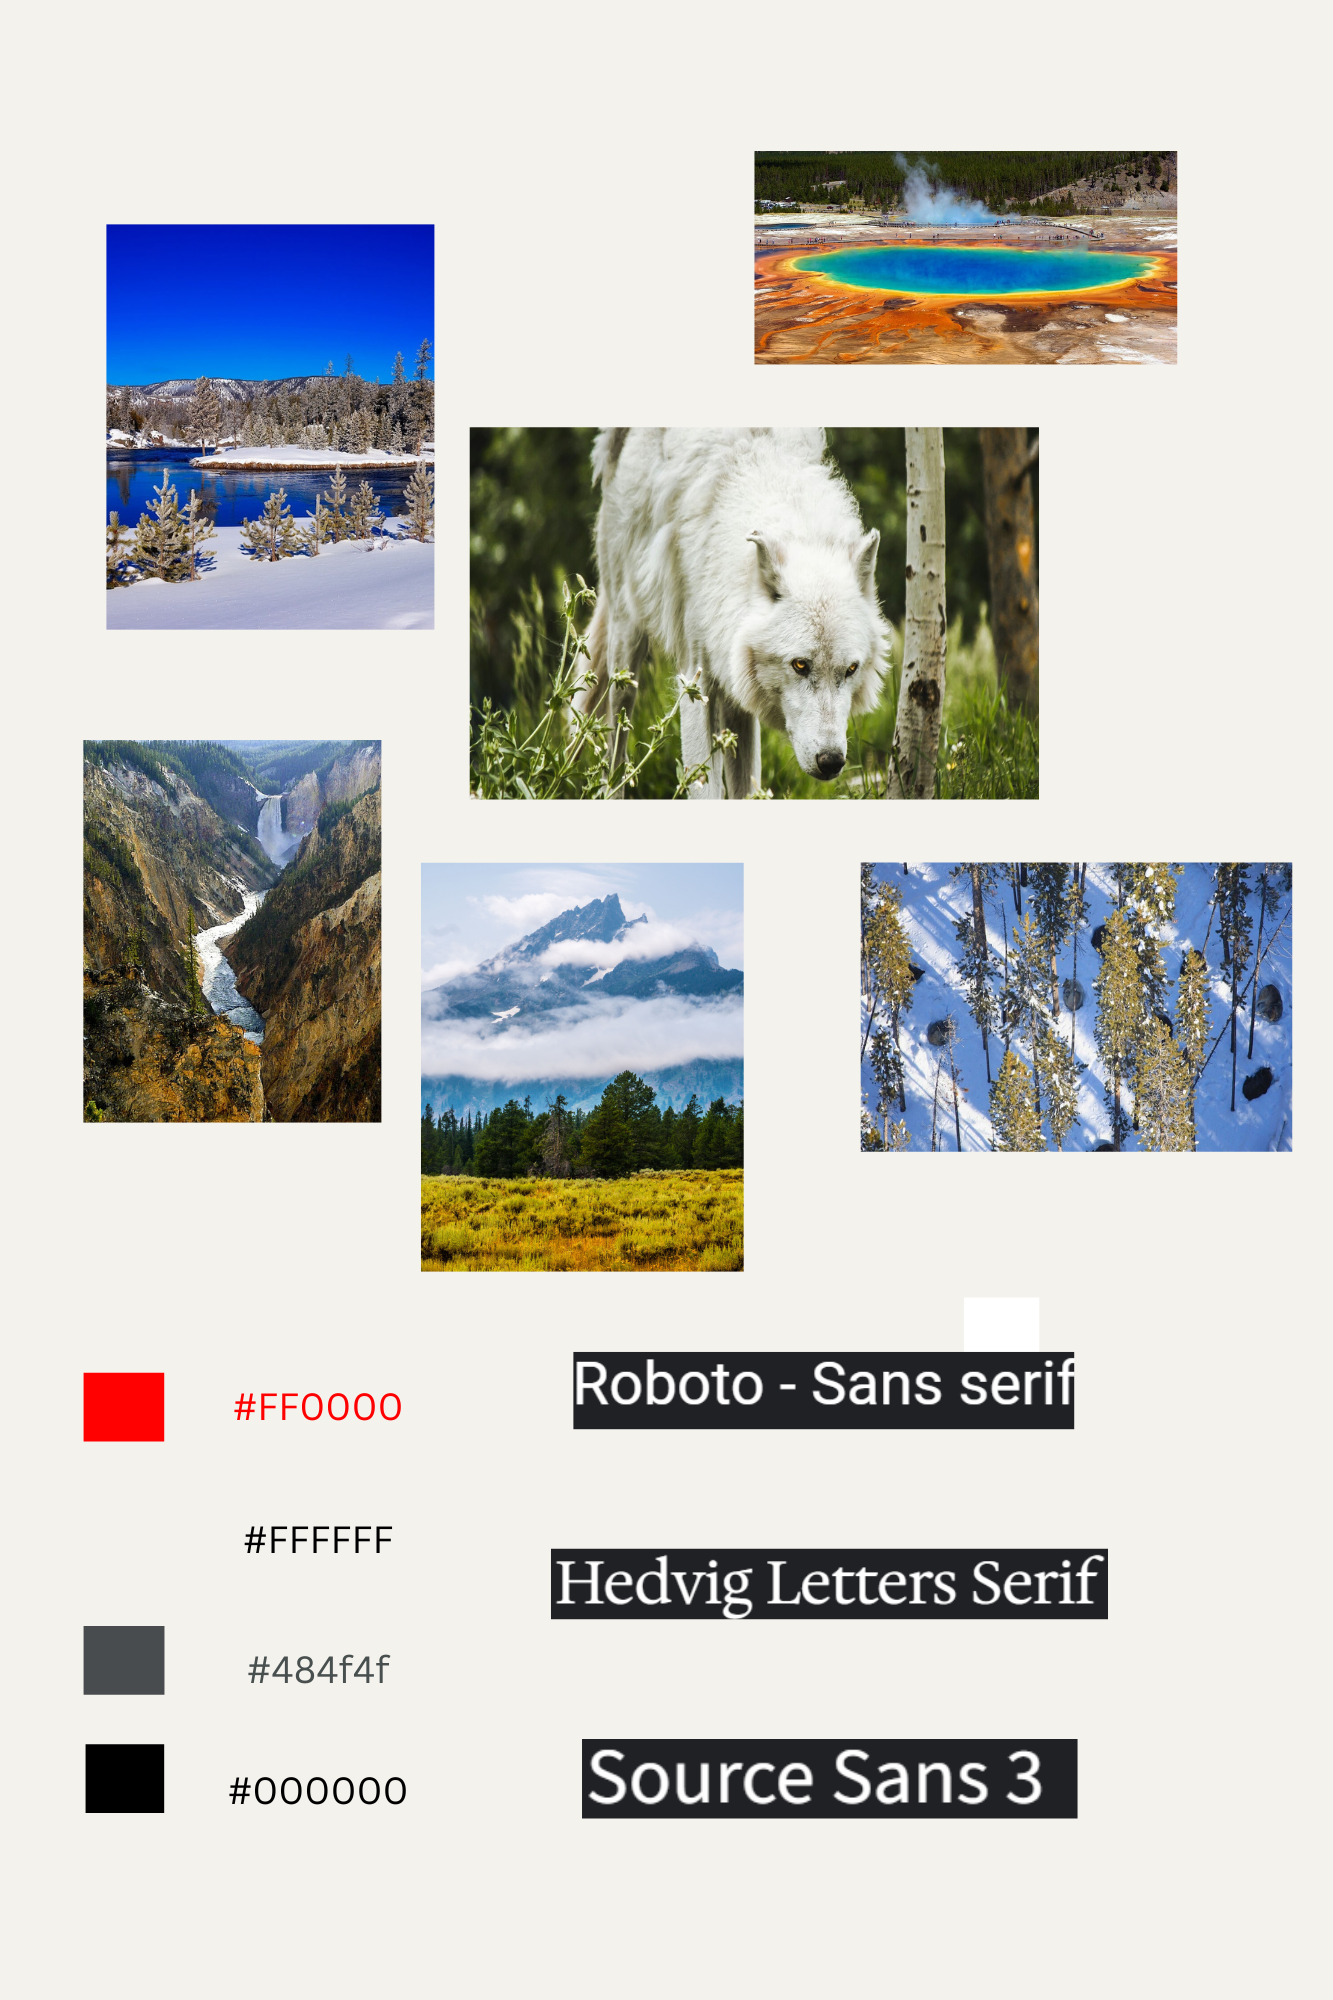 #FF0000
Roboto - Sans serif
#FFFFFF
Hedvig Letters Serif
#484f4f
Source Sans 3
#000000